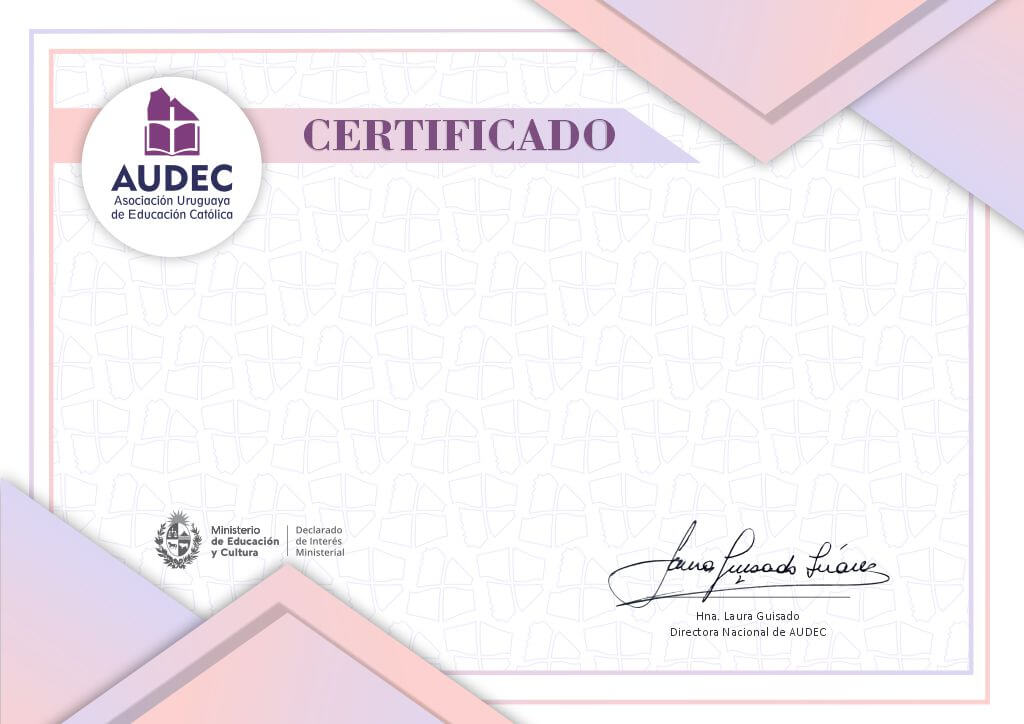 CERTIFICADO
AUDEC
Asociación Uruguaya
de Educación Católica
Ministerio
de Educación
y Cultura
Declarado
de Interés
Ministerial
Laura Guisado Suárez
Hna. Laura Guisado
Directora Nacional de AUDEC